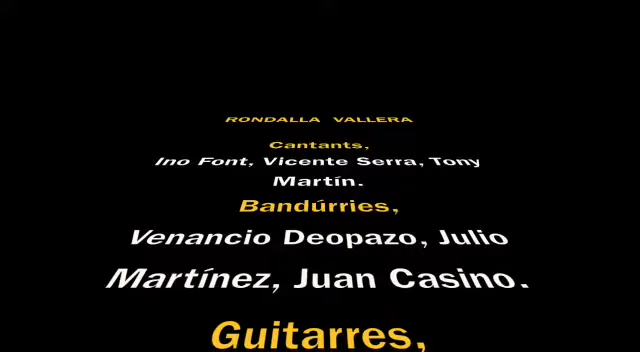 RONDALLA VALLERA
Cantants,
Ino Font, Vicente Serra, Tony
Martín.
Bandúrries,
Venancio Deopazo, Julio
Martínez, Juan Casino.
Guitarres,